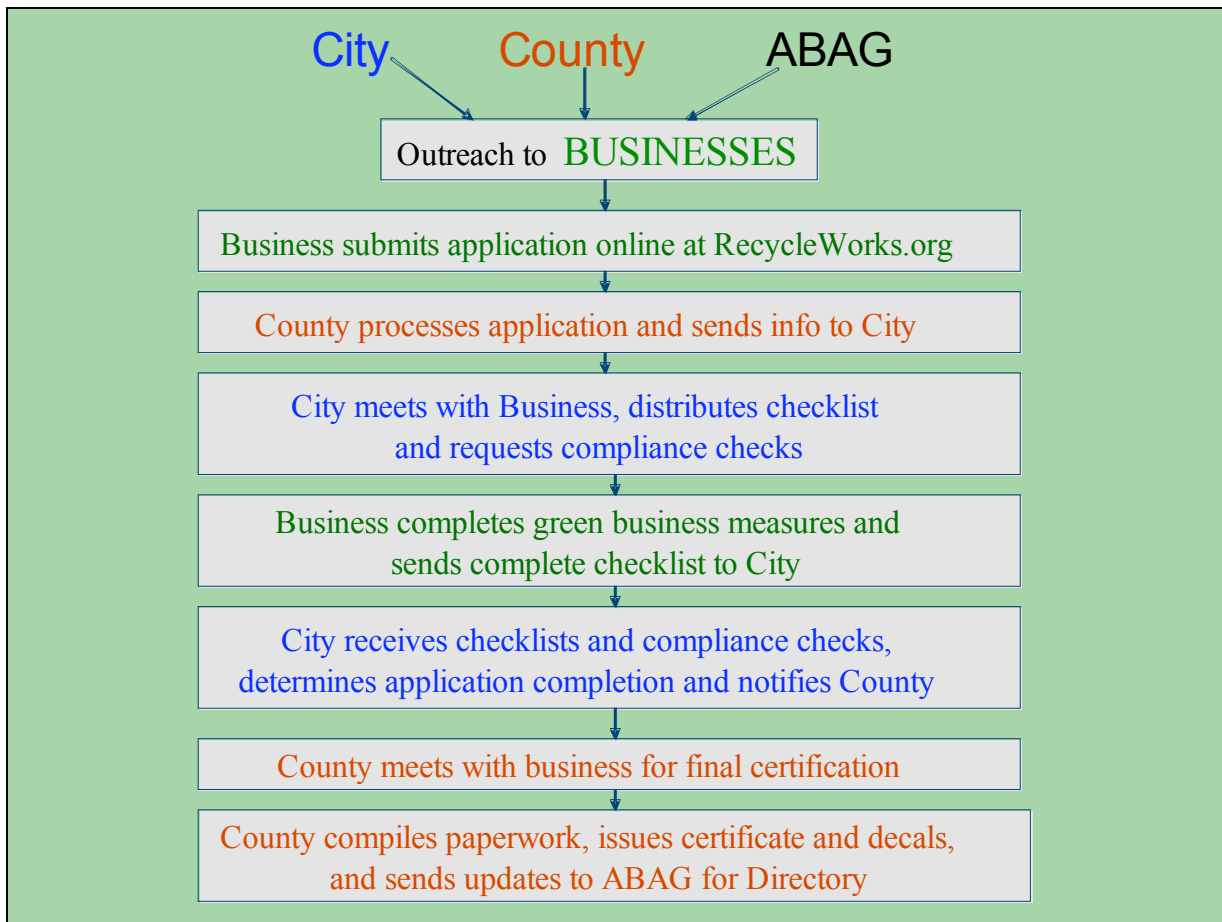 City County ABAG
Outreach to BUSINESSES
Business submits application online at RecycleWorks.org
County processes application and sends info to City
City meets with Business, distributes checklist
and requests compliance checks
Business completes green business measures and
sends complete checklist to City
City receives checklists and compliance checks,
determines application completion and notifies County
County meets with business for final certification
County compiles paperwork, issues certificate and decals,
and sends updates to ABAG for Directory